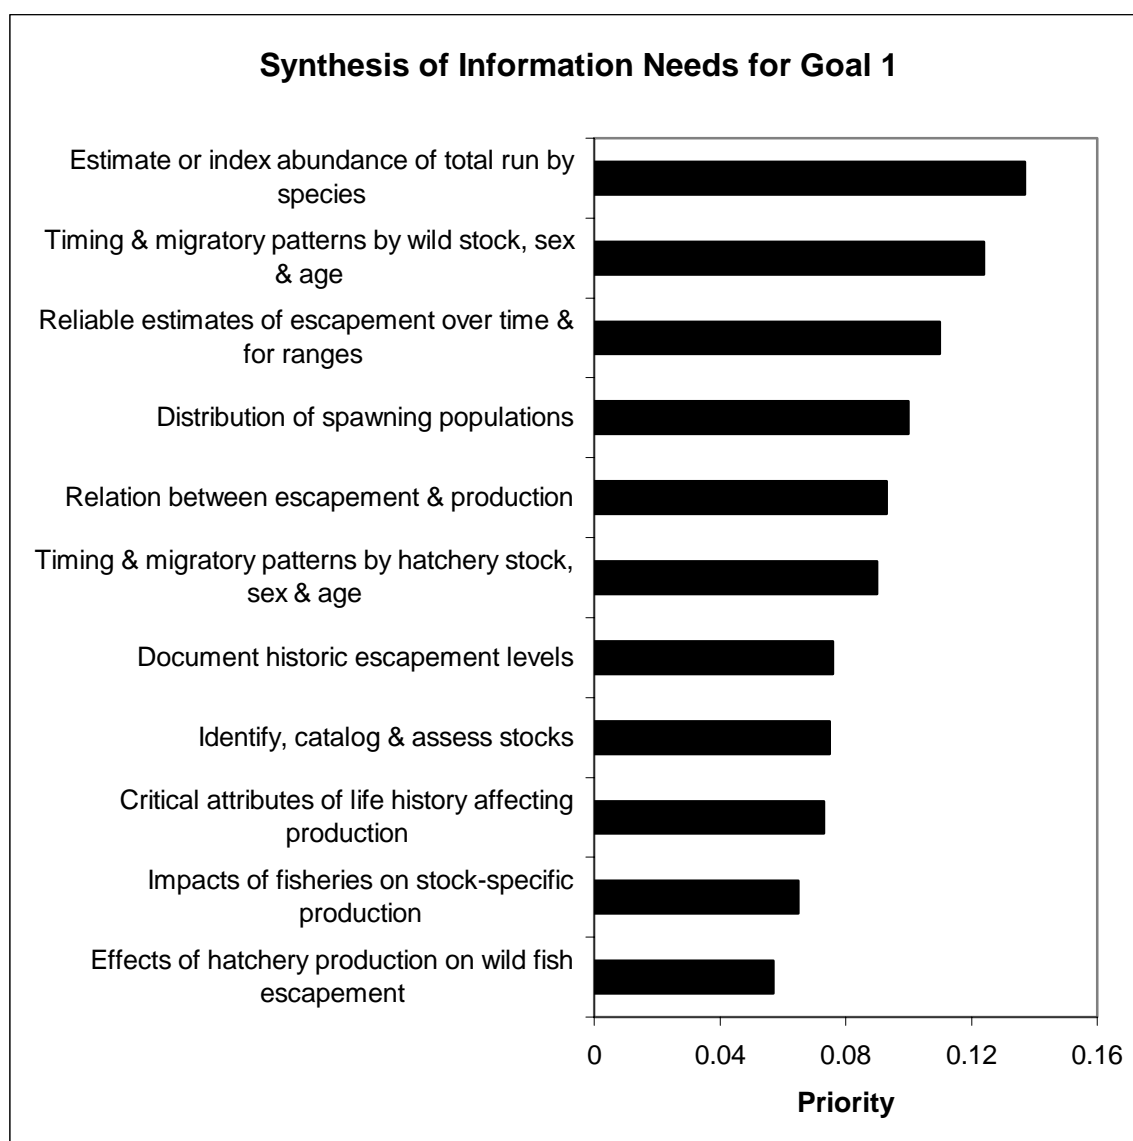 Synthesis of Information Needs for Goal 1
Estimate or index abundance of total run by
species
Timing & migratory patterns by wild stock, sex
& age
Reliable estimates of escapement over time &
for ranges
Distribution of spawning populations
Relation between escapement & production
Timing & migratory patterns by hatchery stock,
sex & age
Document historic escapement levels
Identify, catalog & assess stocks
Critical attributes of life history affecting
production
Impacts of fisheries on stock-specific
production
Effects of hatchery production on wild fish
escapement
0 0.04 0.08 0.12 0.16
Priority